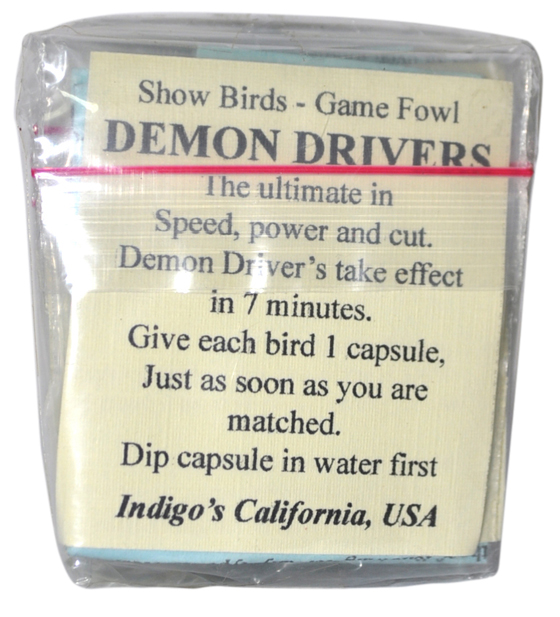 Show Birds - Game Fowl
DEMON DRIVERS
The ultimate in
Speed, power and cut.
Demon Driver's take effect
in 7 minutes.
Give each bird 1 capsule,
Just as soon as you are
matched.
Dip capsule in water first
Indigo's California, USA